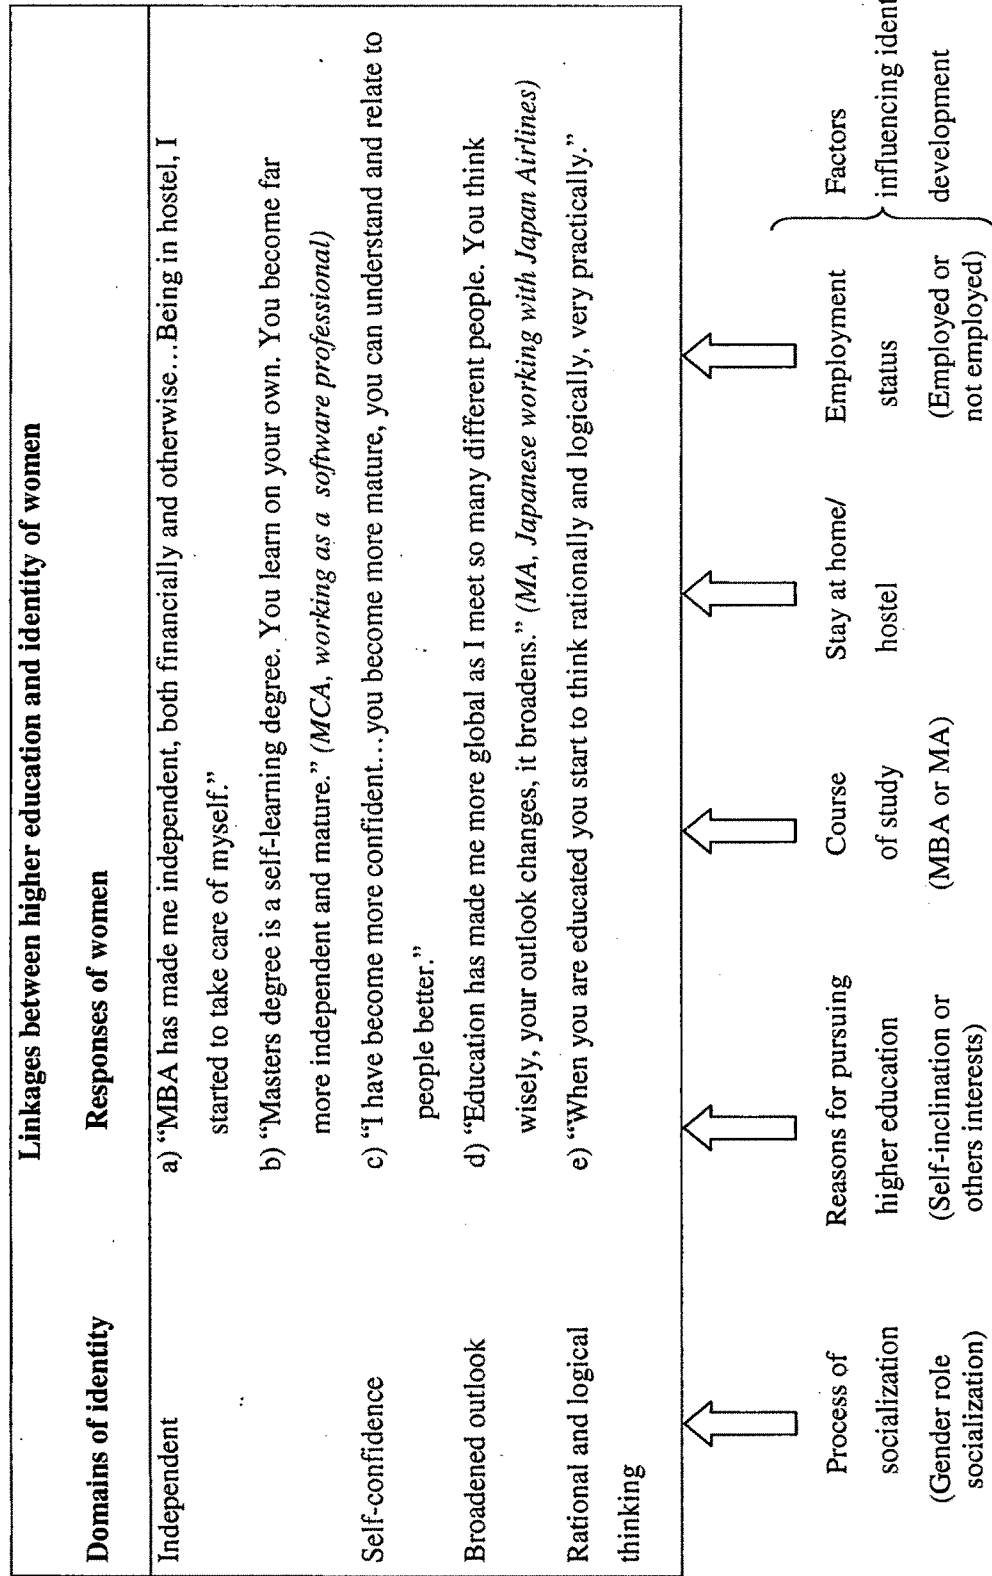 Linkages between higher education and identity of women
Domains of identity
Responses of women
Independent
a) “MBA has made me independent, both financially and otherwise…Being in hostel, I
started to take care of myself.”
b) “Masters degree is a self-learning degree. You learn on your own. You become far
more independent and mature.” (MCA, working as a software professional)
Self-confidence
c) “I have become more confident…you become more mature, you can understand and relate to
people better.”
Broadened outlook
d) “Education has made me more global as I meet so many different people. You think
wisely, your outlook changes, it broadens.” (MA, Japanese working with Japan Airlines)
Rational and logical
thinking
e) “When you are educated you start to think rationally and logically, very practically.”
Process of
socialization
(Gender role
socialization)
Reasons for pursuing
higher education
(Self-inclination or
others interests)
Course
of study
(MBA or MA)
Stay at home/
hostel
Employment
status
(Employed or
not employed)
Factors
influencing
development